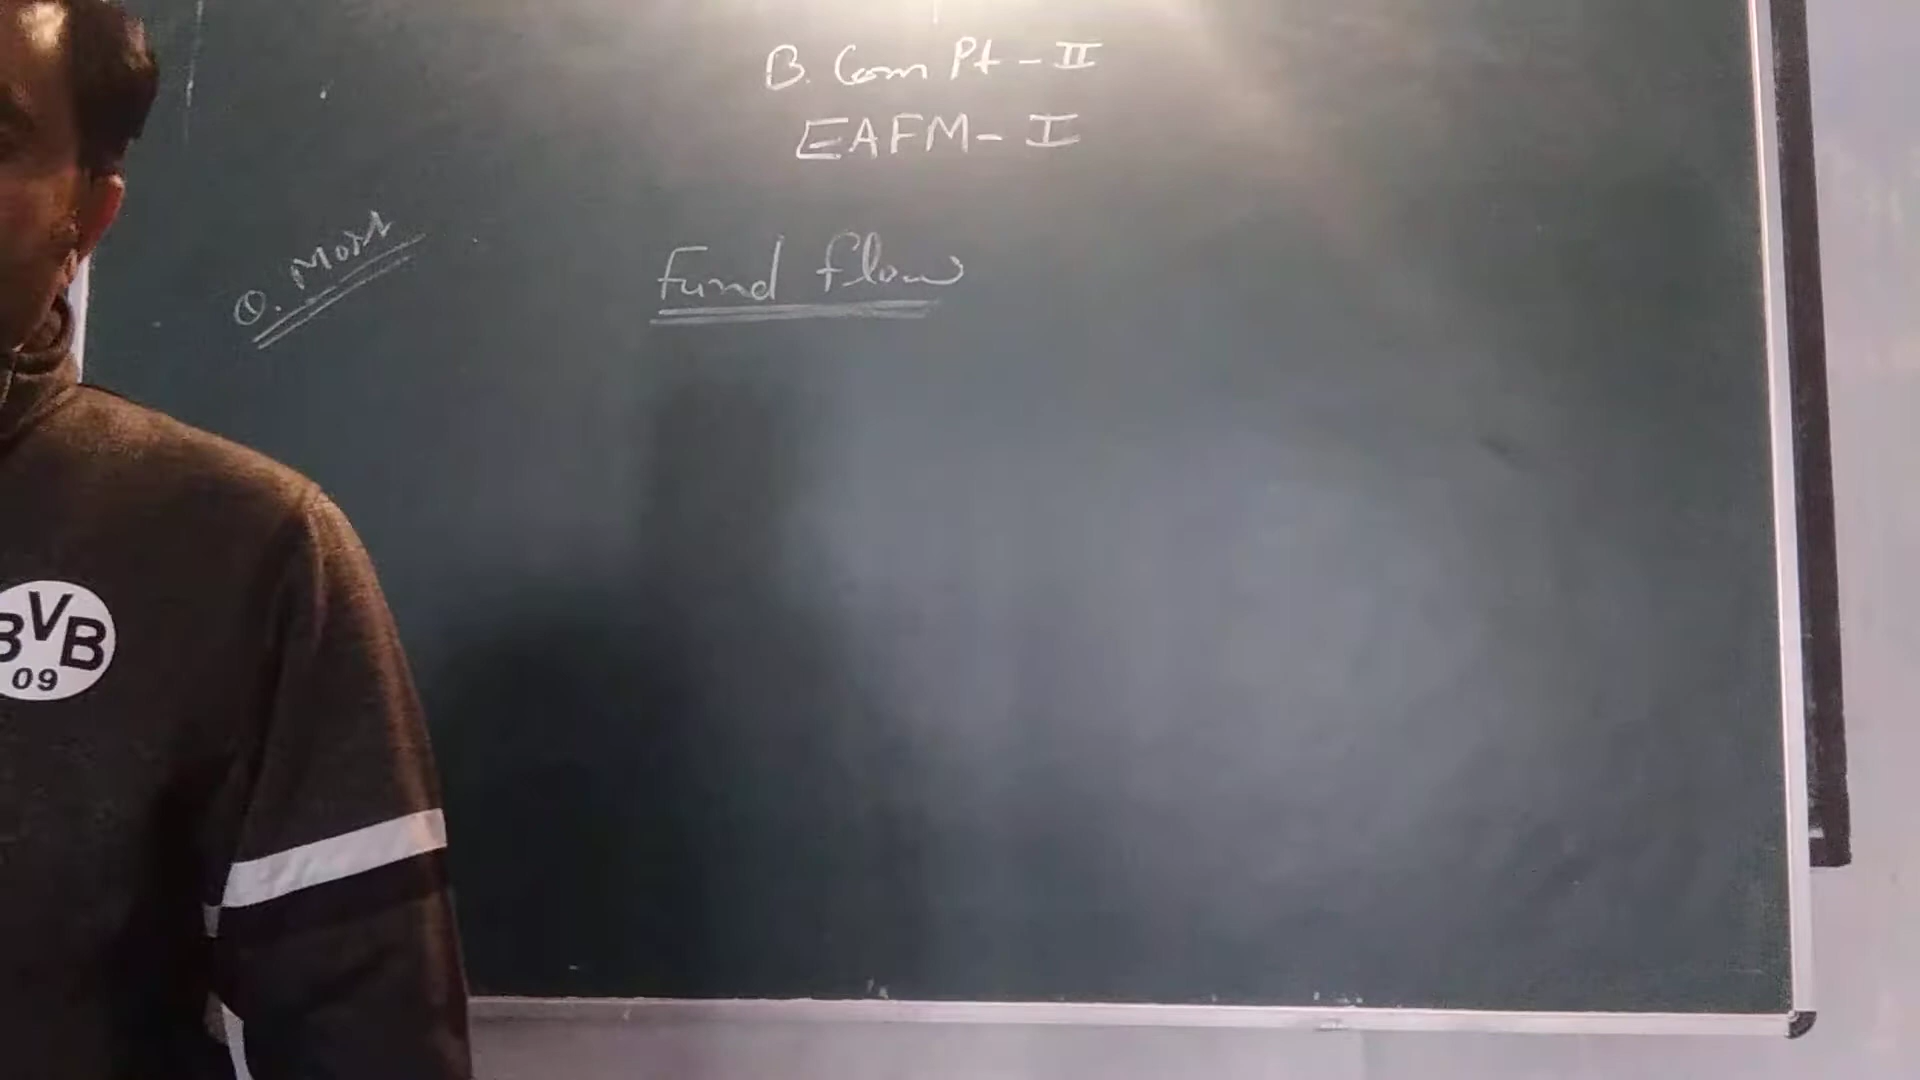 B. Com Pt - II
EAFM - I
Fund flow
BVB
09